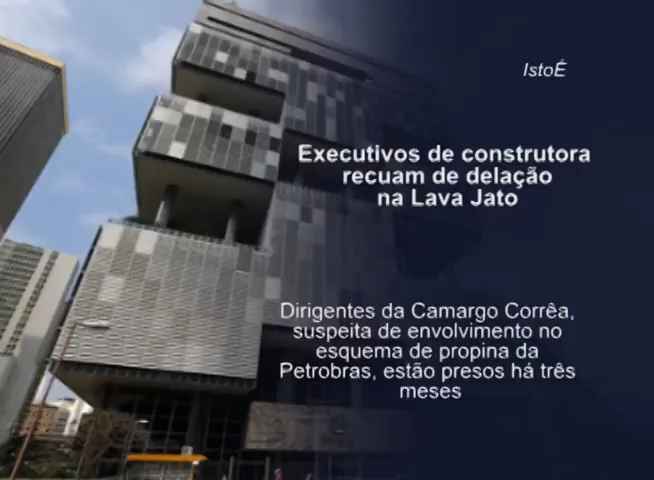 IstoÉ
Executivos de construtora
recuam de delação
na Lava Jato
Dirigentes da Camargo Corrêa,
suspeita de envolvimento no
esquema de propina da
Petrobras, estão presos há três
meses